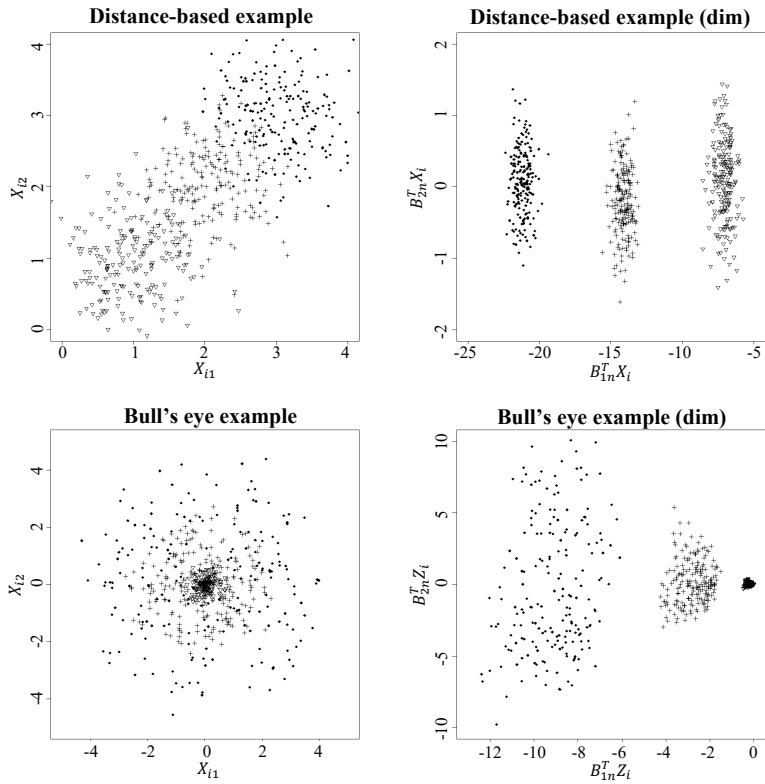 Distance-based example
4
3
2
1
0
X_{i2}
0 1 2 3 4
X_{i1}
Distance-based example (dim)
2
1
0
-1
-2
B_{2n}^T X_i
-25 -20 -15 -10 -5
B_{1n}^T X_i
Bull's eye example
4
2
0
-2
-4
X_{i2}
-4 -2 0 2 4
X_{i1}
Bull's eye example (dim)
10
5
0
-5
-10
B_{2n}^T Z_i
-12 -10 -8 -6 -4 -2 0
B_{1n}^T Z_i